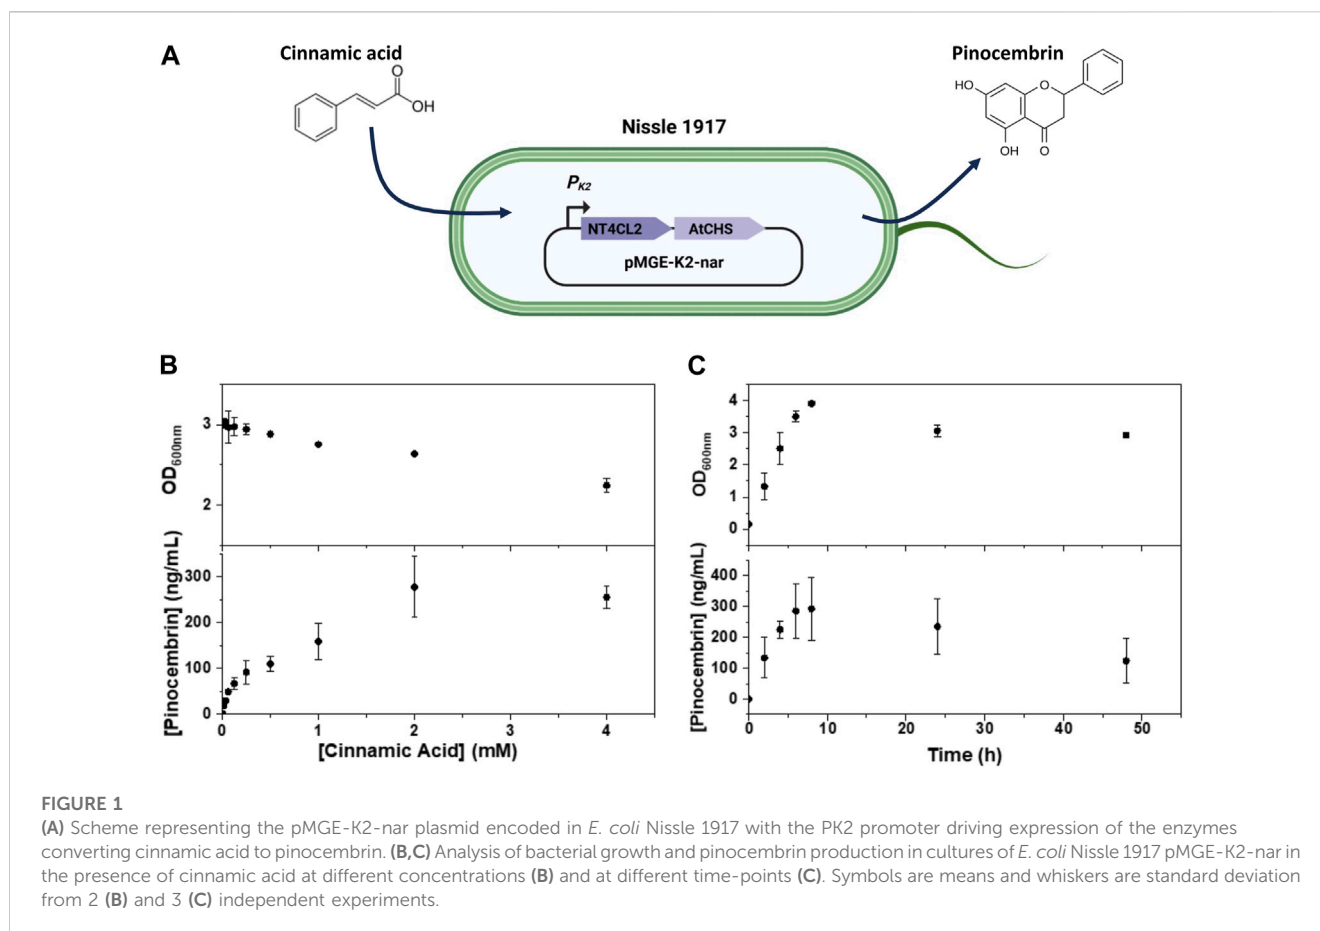 A
Cinnamic acid
O
OH
Pinocembrin
HO
O
OH
O
Nissle 1917
PK2
NT4CL2
AtCHS
pMGE-K2-nar
B
3
2
OD600nm
300
200
100
0
[Pinocembrin] (ng/mL)
0
1
2
3
4
[Cinnamic Acid] (mM)
C
4
3
2
1
0
OD600nm
400
300
200
100
0
[Pinocembrin] (ng/mL)
0
10
20
30
40
50
Time (h)
FIGURE 1
(A) Scheme representing the pMGE-K2-nar plasmid encoded in E. coli Nissle 1917 with the PK2 promoter driving expression of the enzymes
converting cinnamic acid to pinocembrin. (B,C) Analysis of bacterial growth and pinocembrin production in cultures of E. coli Nissle 1917 pMGE-K2-nar in
the presence of cinnamic acid at different concentrations (B) and at different time-points (C). Symbols are means and whiskers are standard deviation
from 2 (B) and 3 (C) independent experiments.